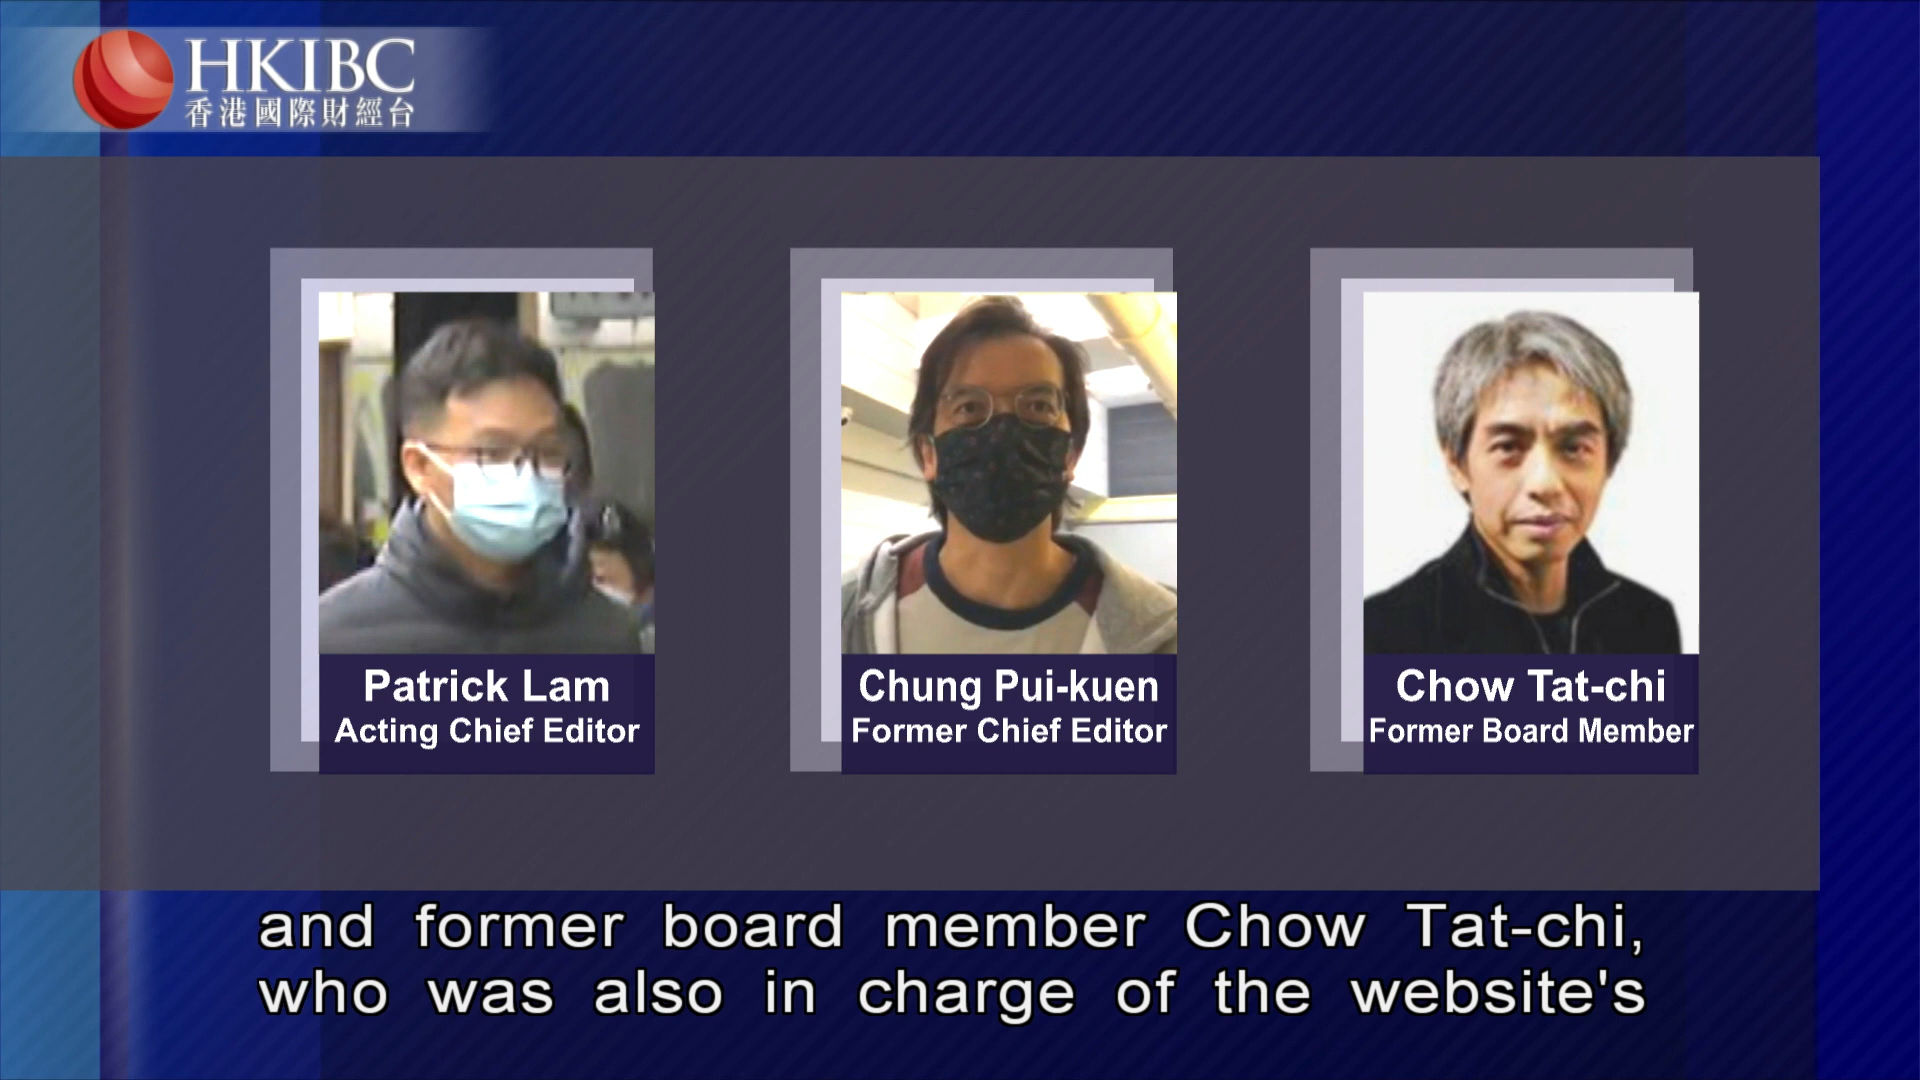 HKIBC
香港國際財經台
Patrick Lam
Acting Chief Editor
Chung Pui-kuen
Former Chief Editor
Chow Tat-chi
Former Board Member
and former board member Chow Tat-chi,
who was also in charge of the website's